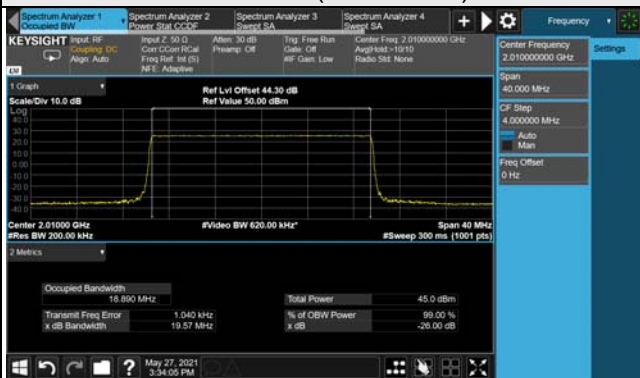 Spectrum Analyzer 1
Occupied BW
Spectrum Analyzer 2
Power Stat CCDF
Spectrum Analyzer 3
Swept SA
Spectrum Analyzer 4
Swept SA
Frequency
KEYSIGHT
Input: RF
Coupling: DC
Align: Auto
Input Z: 50 Ω
Corr CCorr RCal
Freq Ref: Int (S)
NFE: Adaptive
Atten: 30 dB
Preamp: Off
Trig: Free Run
Gate: Off
#IF Gain: Low
Center Freq: 2.010000000 GHz
Avg|Hold:>10/10
Radio Std: None
LXI
Center Frequency
2.010000000 GHz
Settings
Span
40.000 MHz
CF Step
4.000000 MHz
Auto
Man
Freq Offset
0 Hz
1 Graph
Scale/Div 10.0 dB
Ref Lvl Offset 44.30 dB
Ref Value 50.00 dBm
Log
40.0
30.0
20.0
10.0
0.00
-10.0
-20.0
-30.0
-40.0
Center 2.01000 GHz
#Res BW 200.00 kHz
#Video BW 620.00 kHz*
Span 40 MHz
#Sweep 300 ms (1001 pts)
2 Metrics
Occupied Bandwidth
18.890 MHz
Total Power 45.0 dBm
Transmit Freq Error 1.040 kHz
% of OBW Power 99.00 %
x dB Bandwidth 19.57 MHz
x dB -26.00 dB
?
May 27, 2021
3:34:05 PM